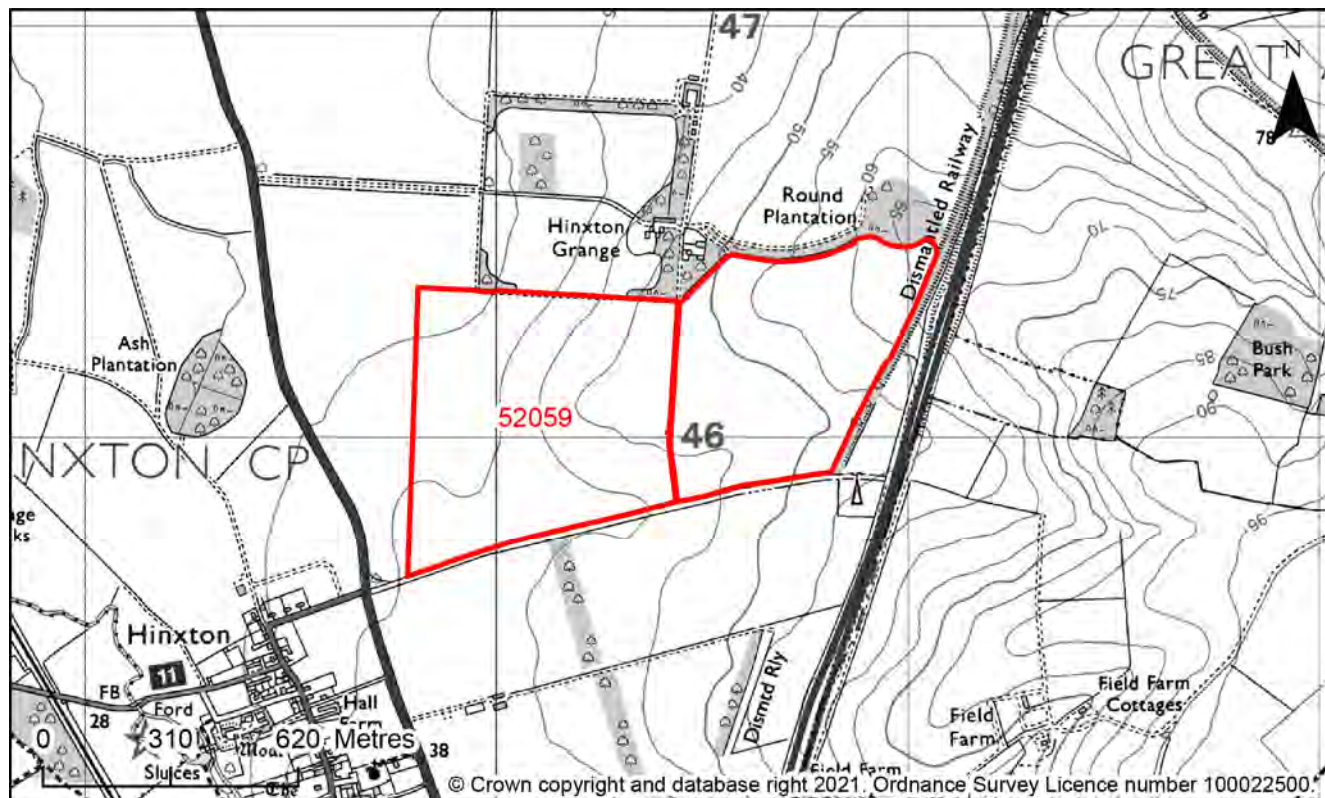 47
GREAT
N
40
50
55
60
65
78
Dismantled Railway
Round
Plantation
Hinxton
Grange
70
75
Ash
Plantation
85
Bush
Park
90
52059
46
NXTON CP
96
Hinxton
11
FB
28
Ford
Hall
Sluices
38
The
Dismtd Rly
Field
Farm
Field Farm
Cottages
Field Farm
0 310 620 Metres
© Crown copyright and database right 2021. Ordnance Survey Licence number 100022500.